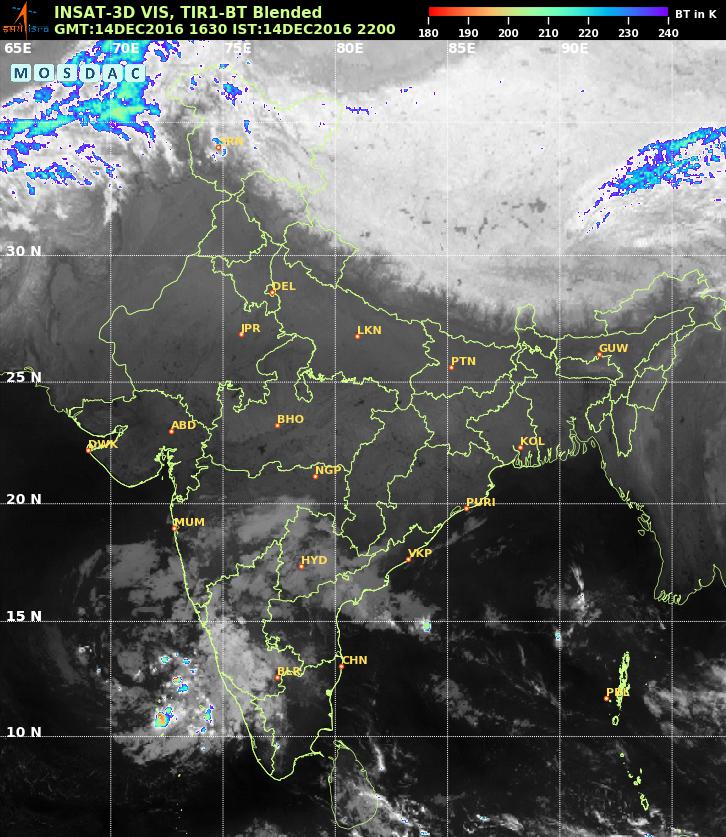 INSAT-3D VIS, TIR1-BT Blended
GMT:14DEC2016 1630 IST:14DEC2016 2200
BT in K
180 190 200 210 220 230 240
65E 70E 75E 80E 85E 90E
MOSDAC
SRN
30 N
DEL
JPR
LKN
PTN
GUW
25 N
ABD
BHO
DWK
KOL
NGP
20 N
PURI
MUM
HYD
VKP
15 N
BLR
CHN
PBL
10 N